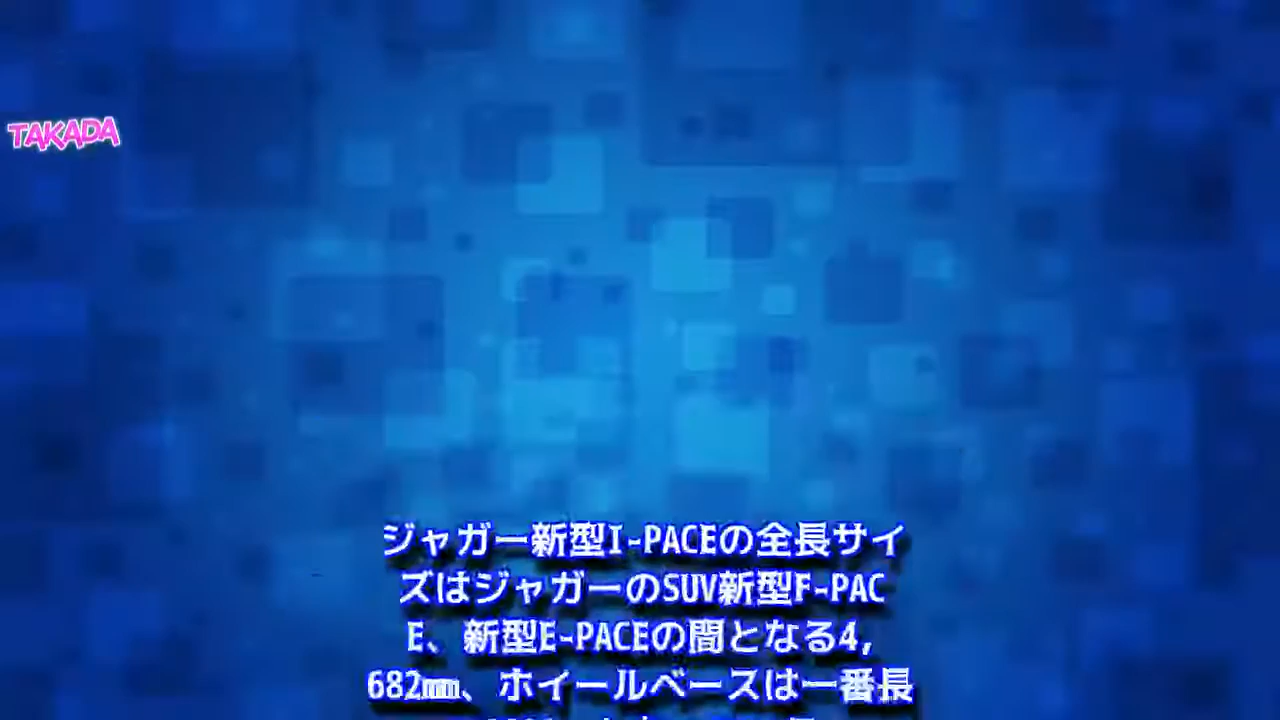 TAKADA
ジャガー新型I-PACEの全長サイ
ズはジャガーのSUV新型F-PAC
E、新型E-PACEの間となる4,
682mm、ホイールベースは一番長